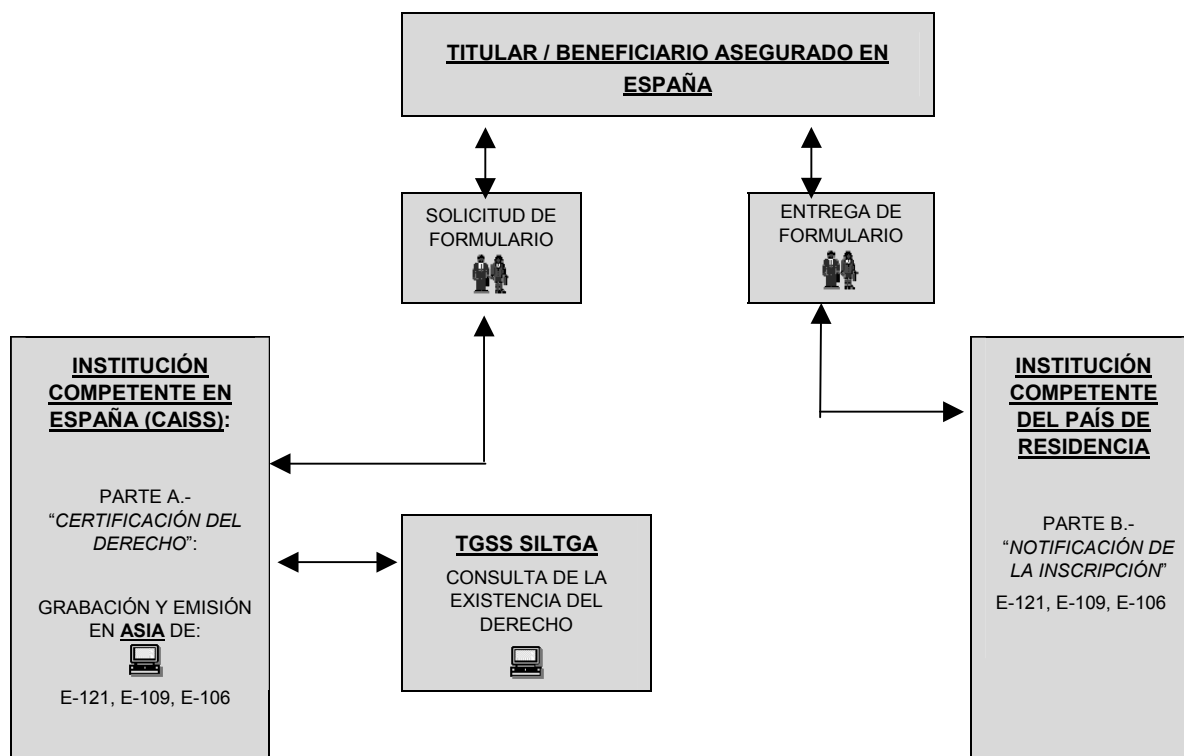 TITULAR / BENEFICIARIO ASEGURADO EN
ESPAÑA
SOLICITUD DE
FORMULARIO
ENTREGA DE
FORMULARIO
INSTITUCIÓN
COMPETENTE EN
ESPAÑA (CAISS):
PARTE A.-
“CERTIFICACIÓN DEL
DERECHO”:
GRABACIÓN Y EMISIÓN
EN ASIA DE:
E-121, E-109, E-106
TGSS SILTGA
CONSULTA DE LA
EXISTENCIA DEL
DERECHO
INSTITUCIÓN
COMPETENTE
DEL PAÍS DE
RESIDENCIA
PARTE B.-
“NOTIFICACIÓN DE
LA INSCRIPCIÓN”
E-121, E-109, E-106